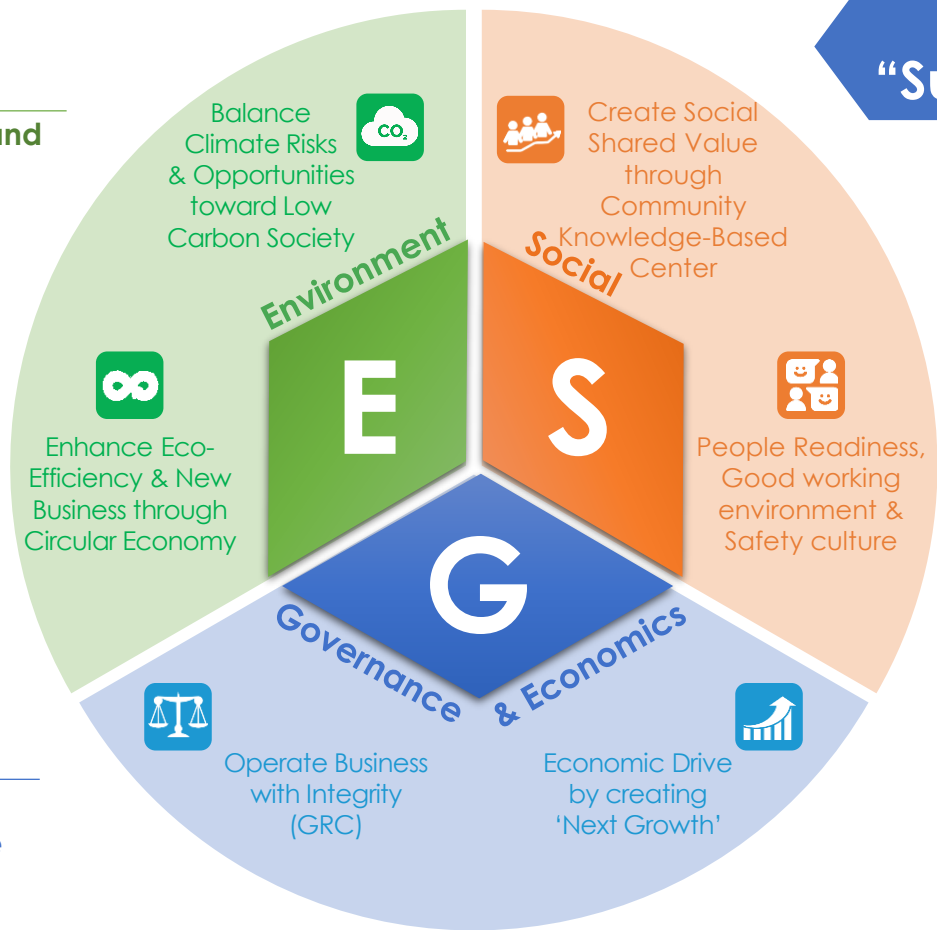 “Su
und
Balance
Climate Risks
& Opportunities
toward Low
Carbon Society
CO₂
Create Social
Shared Value
through
Community
Knowledge-Based
Center
Environment
Social
E
S
Enhance Eco-
Efficiency & New
Business through
Circular Economy
People Readiness,
Good working
environment &
Safety culture
G
Governance
& Economics
Operate Business
with Integrity
(GRC)
Economic Drive
by creating
‘Next Growth’